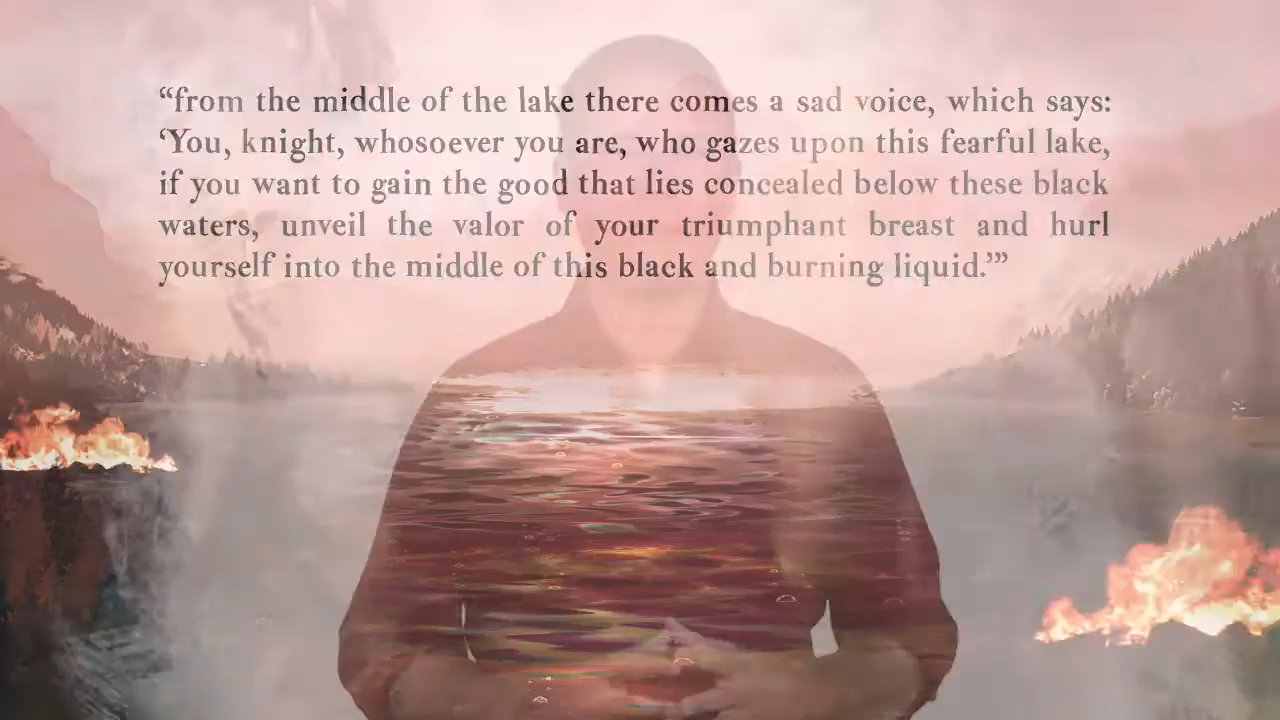 “from the middle of the lake there comes a sad voice, which says:
‘You, knight, whosoever you are, who gazes upon this fearful lake,
if you want to gain the good that lies concealed below these black
waters, unveil the valor of your triumphant breast and hurl
yourself into the middle of this black and burning liquid.’”